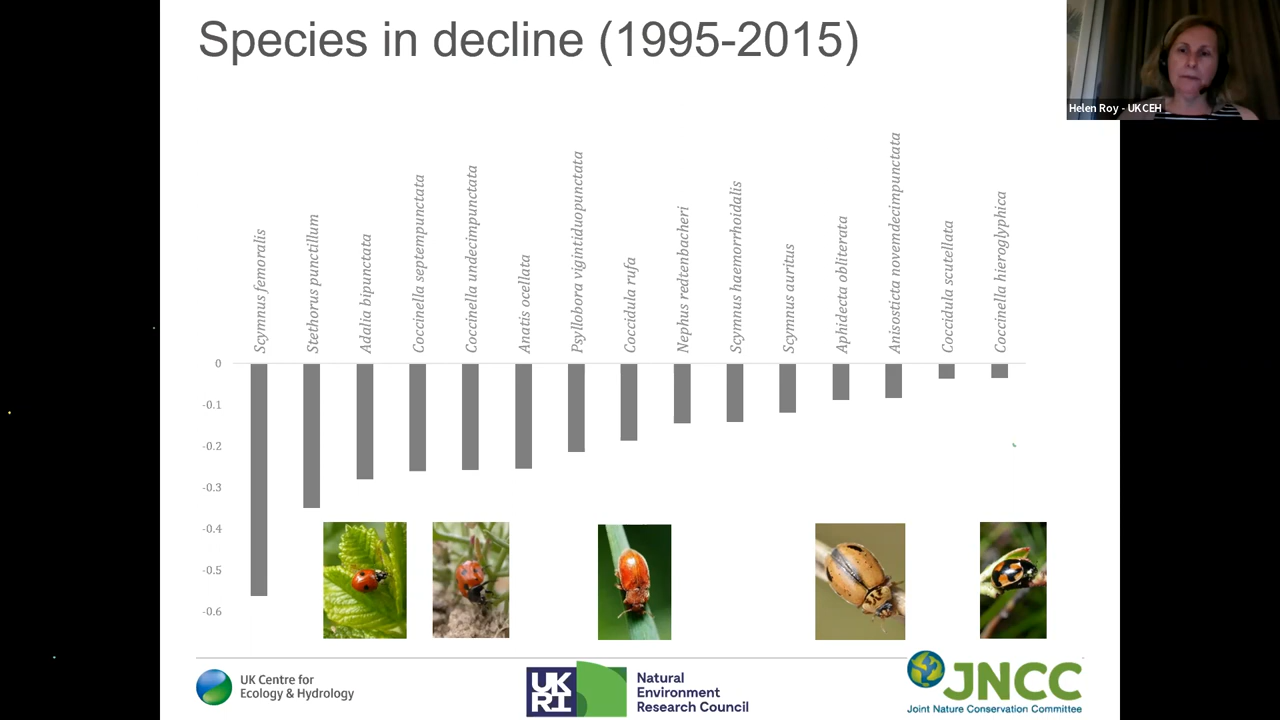 Species in decline (1995-2015)
Helen Roy - UKCEH
Scymnus femoralis
Stethorus punctillum
Adalia bipunctata
Coccinella septempunctata
Coccinella undecimpunctata
Anatis ocellata
Psyllobora vigintiduopunctata
Coccidula rufa
Nephus redtenbacheri
Scymnus haemorrhoidalis
Scymnus auritus
Aphidecta obliterata
Anisosticta novemdecimpunctata
Coccidula scutellata
Coccinella hieroglyphica
0
-0.1
-0.2
-0.3
-0.4
-0.5
-0.6
UK Centre for
Ecology & Hydrology
UK
RI
Natural
Environment
Research Council
JNCC
Joint Nature Conservation Committee